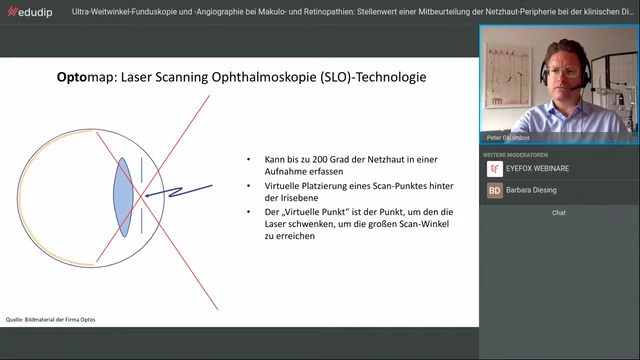 edudip
Ultra-Weitwinkel-Funduskopie und -Angiographie bei Makulo- und Retinopathien: Stellenwert einer Mitbeurteilung der Netzhaut-Peripherie bei der klinischen Di...
Optomap: Laser Scanning Ophthalmoskopie (SLO)-Technologie
• Kann bis zu 200 Grad der Netzhaut in einer
Aufnahme erfassen
• Virtuelle Platzierung eines Scan-Punktes hinter
der Irisebene
• Der „Virtuelle Punkt“ ist der Punkt, um den die
Laser schwenken, um die großen Scan-Winkel
zu erreichen
Quelle: Bildmaterial der Firma Optos
Peter Galambos
WEITERE MODERATOREN
EYEFOX WEBINARE
BD
Barbara Diesing
Chat